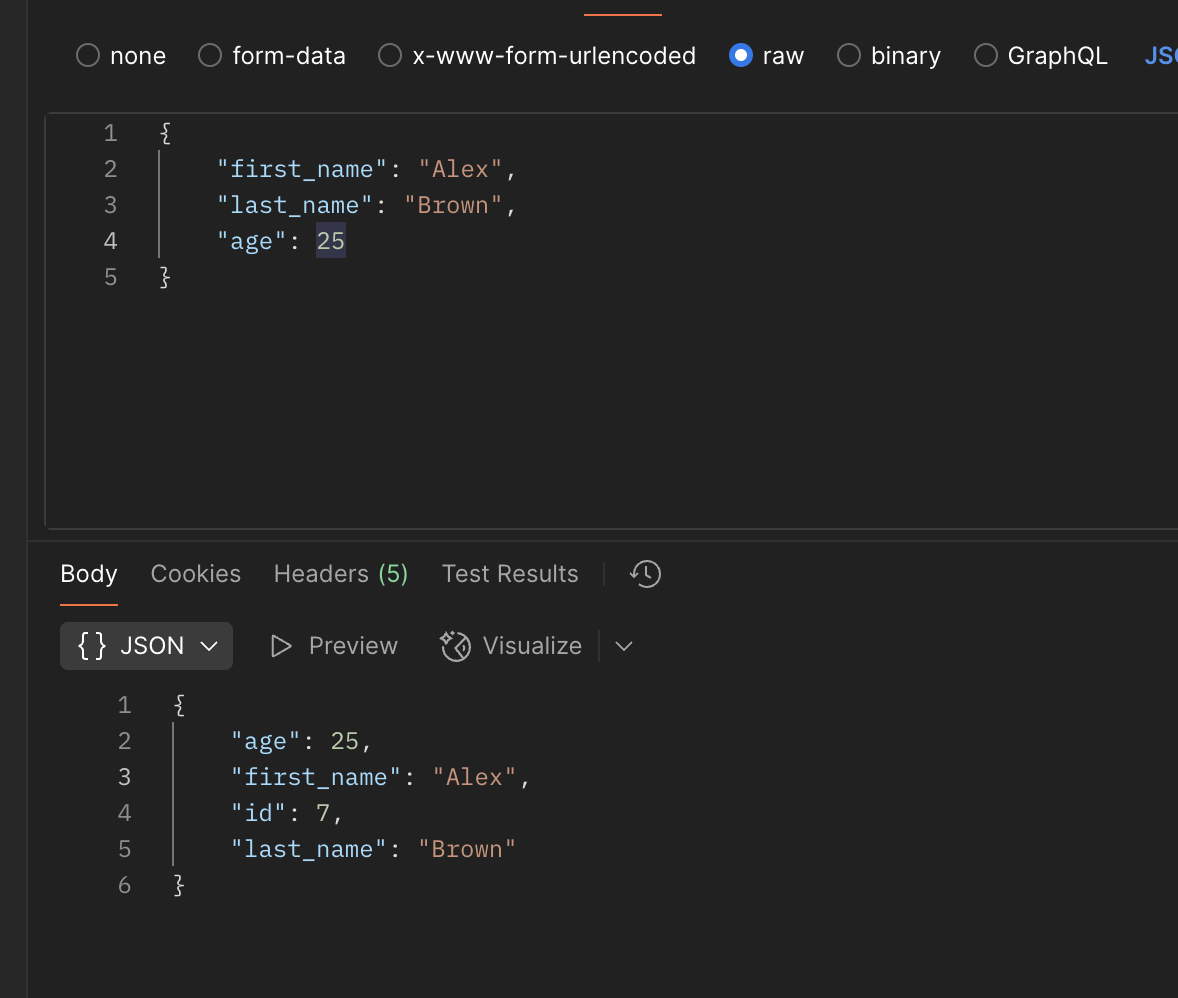 none form-data x-www-form-urlencoded raw binary GraphQL
1 {
2 "first_name": "Alex",
3 "last_name": "Brown",
4 "age": 25
5 }
Body Cookies Headers (5) Test Results
{ } JSON Preview Visualize
1 {
2 "age": 25,
3 "first_name": "Alex",
4 "id": 7,
5 "last_name": "Brown"
6 }